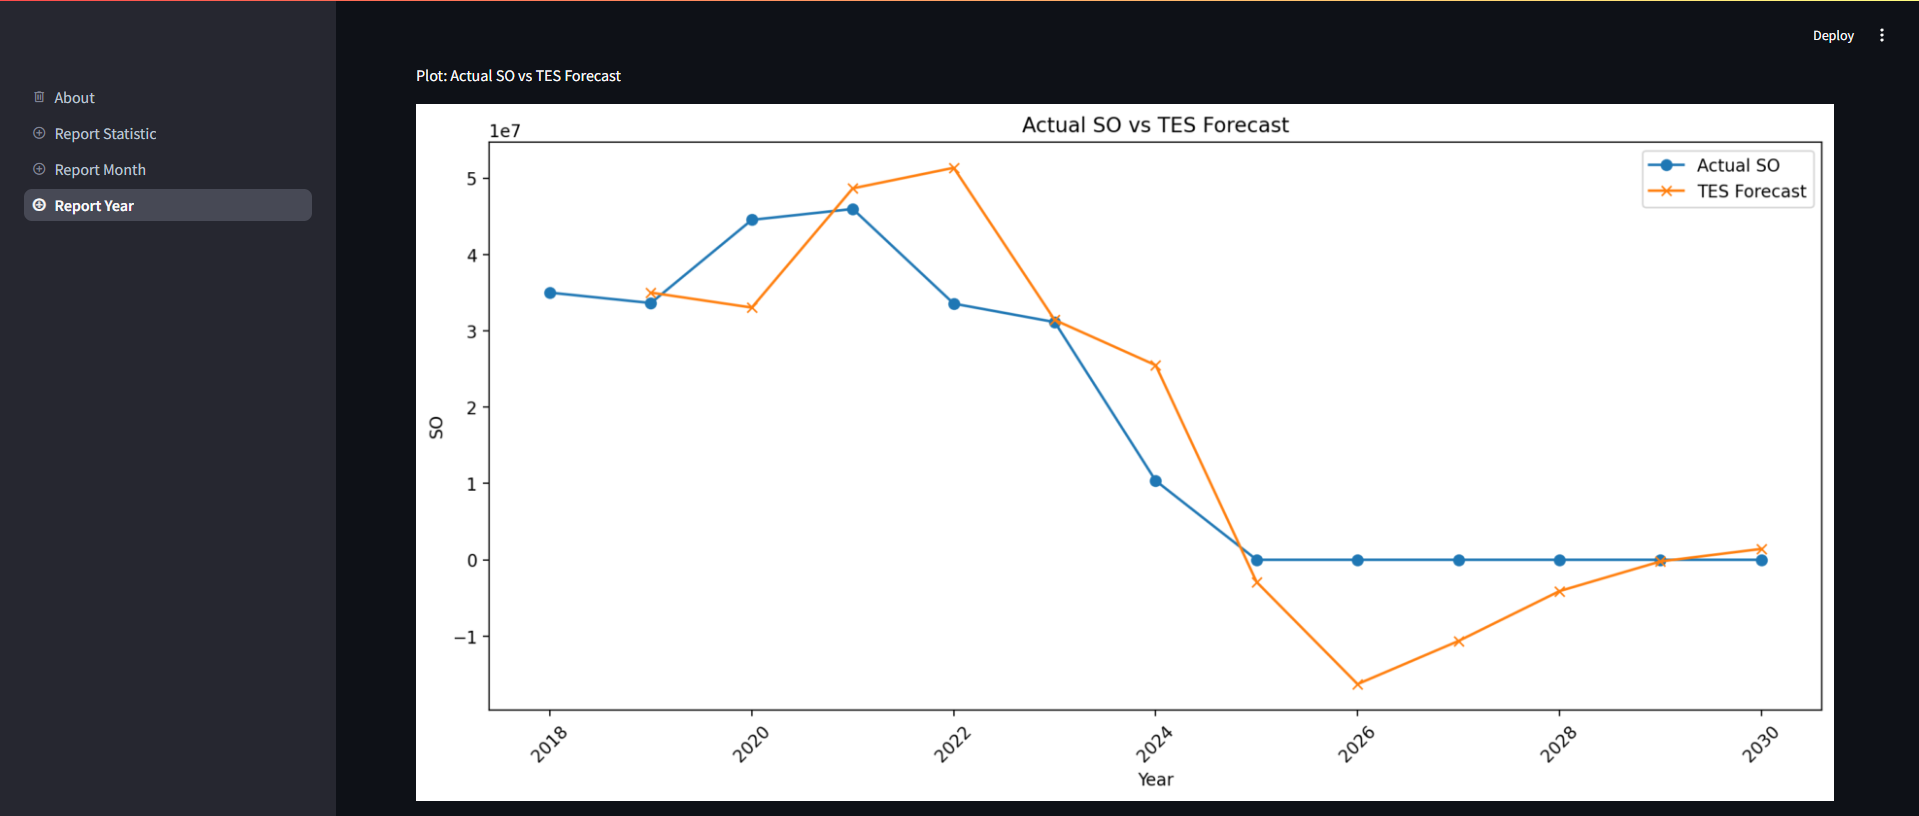 Deploy
About
Report Statistic
Report Month
Report Year
Plot: Actual SO vs TES Forecast
Actual SO vs TES Forecast
1e7
Actual SO
TES Forecast
5
4
3
2
1
0
−1
SO
2018
2020
2022
2024
2026
2028
2030
Year